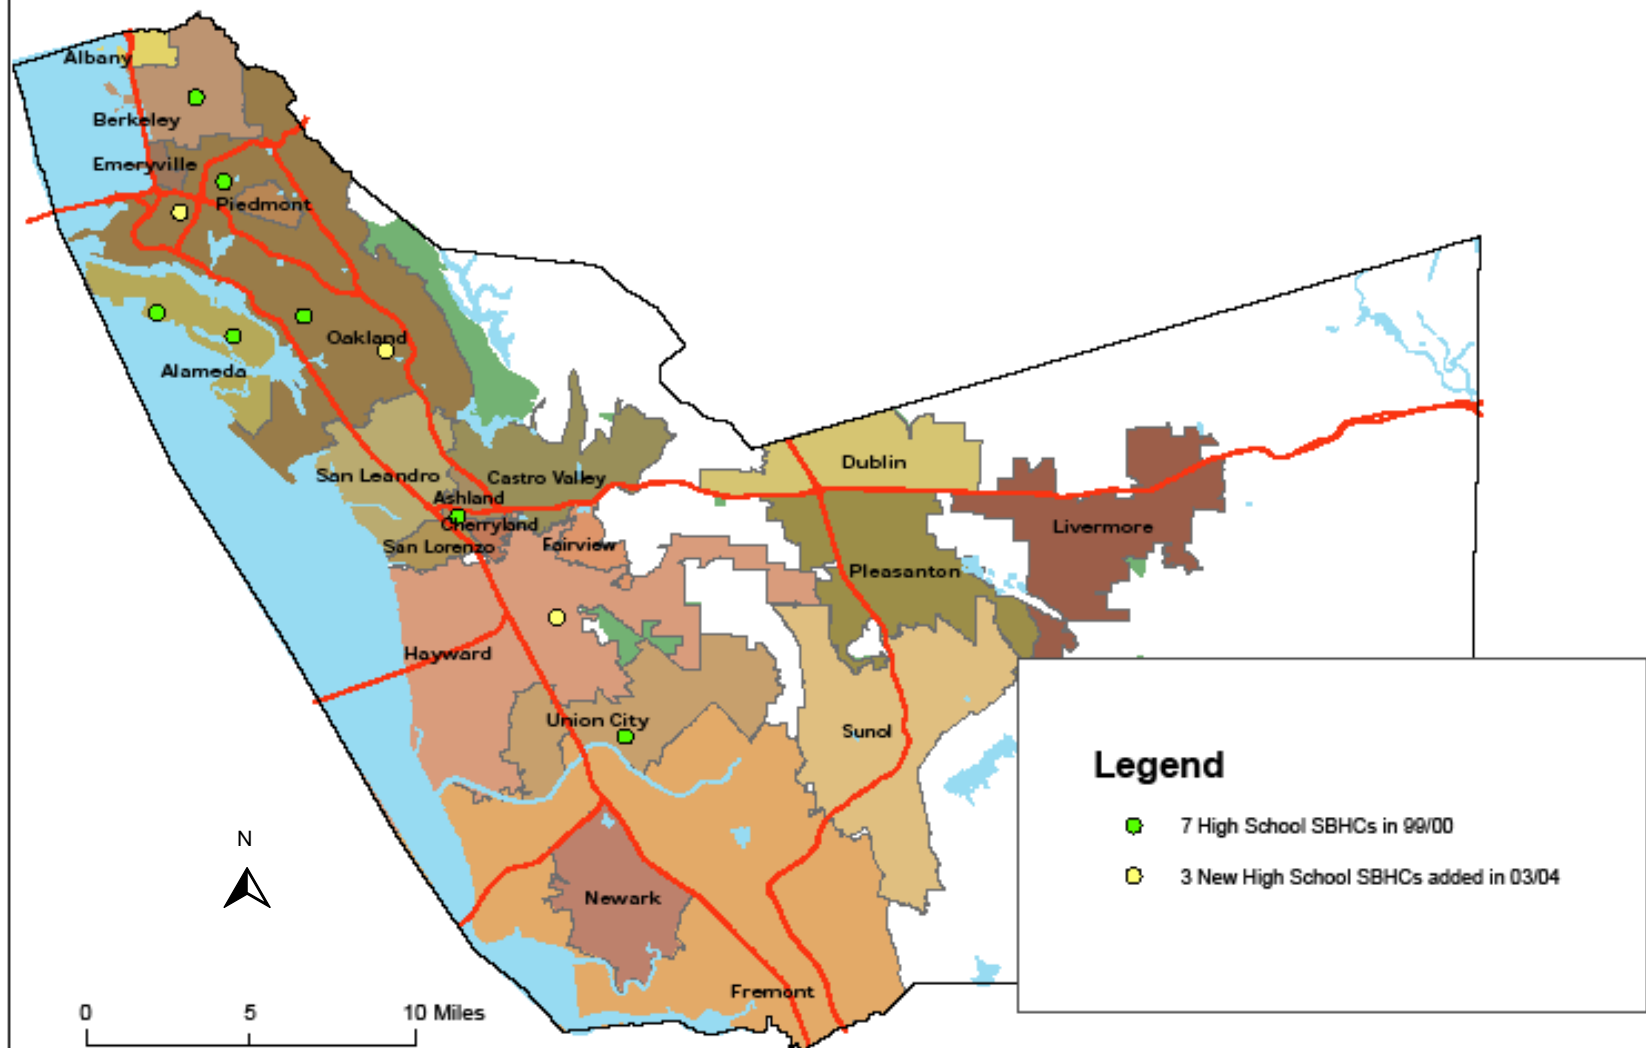 Albany
Berkeley
Emeryville
Piedmont
Oakland
Alameda
San Leandro
Castro Valley
Ashland
Cherryland
San Lorenzo
Fairview
Dublin
Livermore
Pleasanton
Hayward
Union City
Sunol
Newark
Fremont
N
0 5 10 Miles
Legend
7 High School SBHCs in 99/00
3 New High School SBHCs added in 03/04